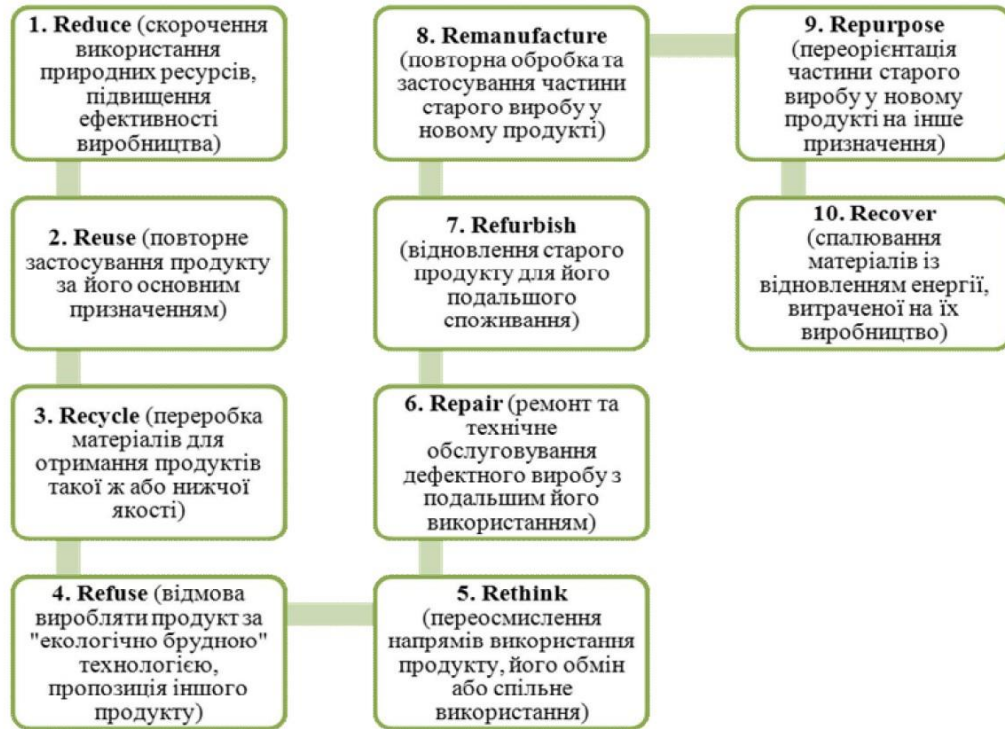 1. Reduce (скорочення
використання
природних ресурсів,
підвищення
ефективності
виробництва)
2. Reuse (повторне
застосування продукту
за його основним
призначенням)
3. Recycle (переробка
матеріалів для
отримання продуктів
такої ж або нижчої
якості)
4. Refuse (відмова
виробляти продукт за
"екологічно брудною"
технологією,
пропозиція іншого
продукту)
5. Rethink
(переосмислення
напрямів використання
продукту, його обмін
або спільне
використання)
6. Repair (ремонт та
технічне
обслуговування
дефектного виробу з
подальшим його
використанням)
7. Refurbish
(відновлення старого
продукту для його
подальшого
споживання)
8. Remanufacture
(повторна обробка та
застосування частини
старого виробу у
новому продукті)
9. Repurpose
(переорієнтація
частини старого
виробу у новому
продукті на інше
призначення)
10. Recover
(спалювання
матеріалів із
відновленням енергії,
витраченої на їх
виробництво)